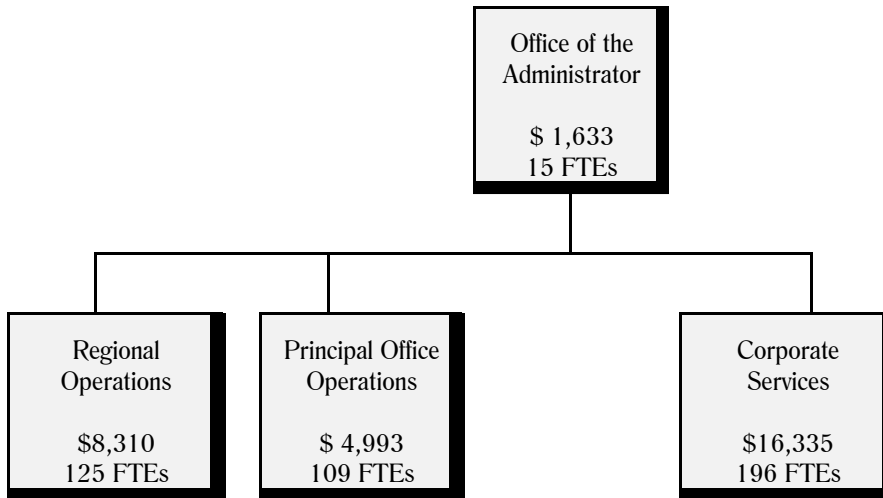 Office of the
Administrator
$ 1,633
15 FTEs
Regional
Operations
$8,310
125 FTEs
Principal Office
Operations
$ 4,993
109 FTEs
Corporate
Services
$16,335
196 FTEs